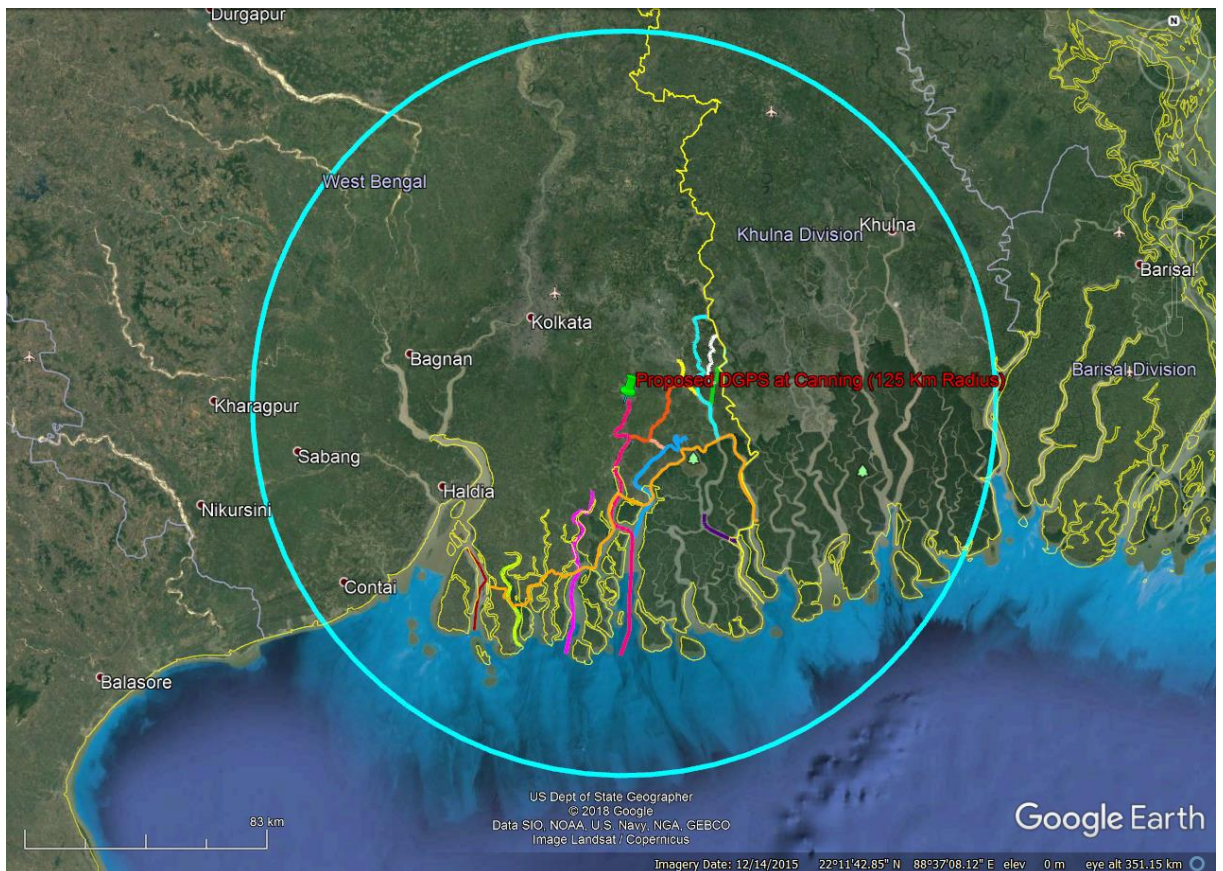 Durgapur
N
West Bengal
Khulna
Khulna Division
Barisal
Kolkata
Bagnan
Barisal Division
Proposed DGPS at Canning (125 Km Radius)
Kharagpur
Sabang
Haldia
Nikursini
Contai
Balasore
US Dept of State Geographer
© 2018 Google
Data SIO, NOAA, U.S. Navy, NGA, GEBCO
Image Landsat / Copernicus
83 km
Google Earth
Imagery Date: 12/14/2015 22°11'42.85" N 88°37'08.12" E elev 0 m eye alt 351.15 km